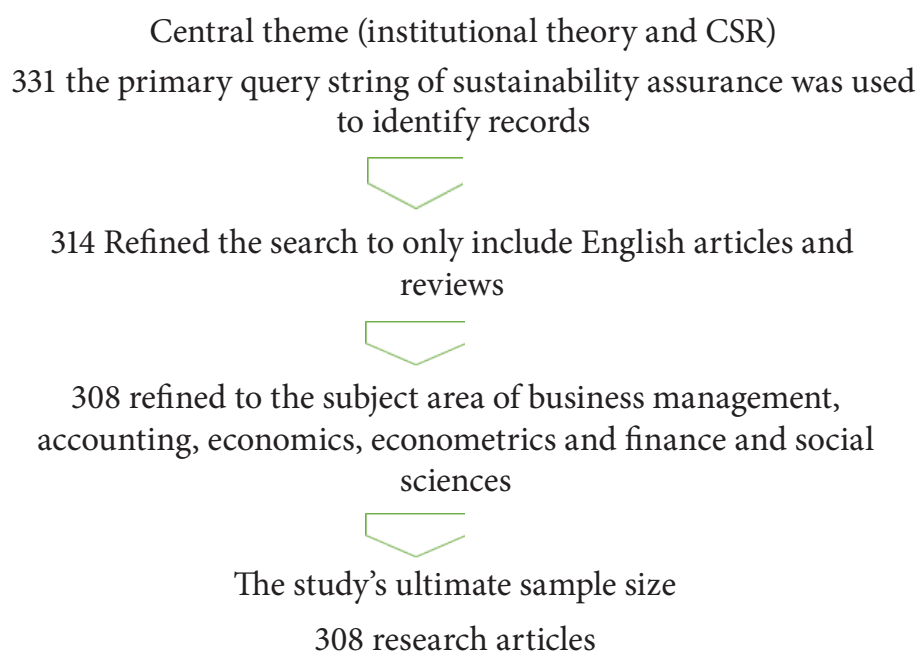 Central theme (institutional theory and CSR)
331 the primary query string of sustainability assurance was used
to identify records
314 Refined the search to only include English articles and
reviews
308 refined to the subject area of business management,
accounting, economics, econometrics and finance and social
sciences
The study's ultimate sample size
308 research articles